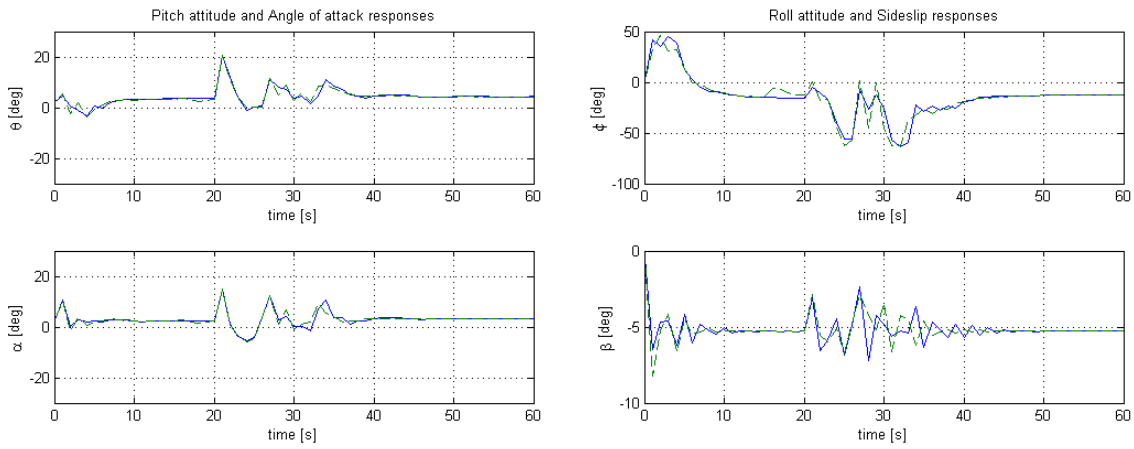 Pitch attitude and Angle of attack responses
20
0
-20
θ [deg]
0 10 20 30 40 50 60
time [s]
20
0
-20
α [deg]
0 10 20 30 40 50 60
time [s]
Roll attitude and Sideslip responses
50
0
-50
-100
ϕ [deg]
0 10 20 30 40 50 60
time [s]
0
-5
-10
β [deg]
0 10 20 30 40 50 60
time [s]